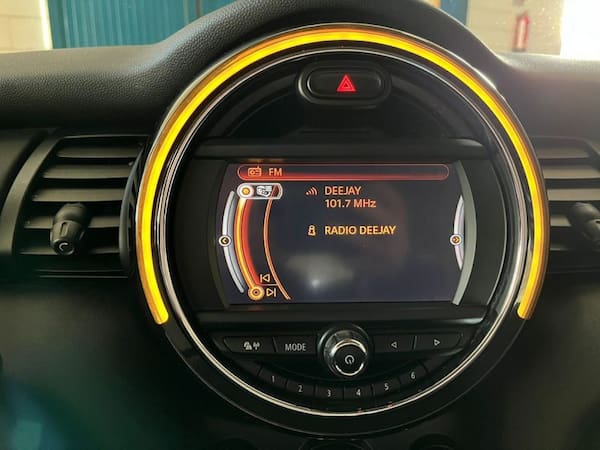 FM
DEEJAY
101.7 MHz
RADIO DEEJAY
MODE
1 2 3 4 5 6